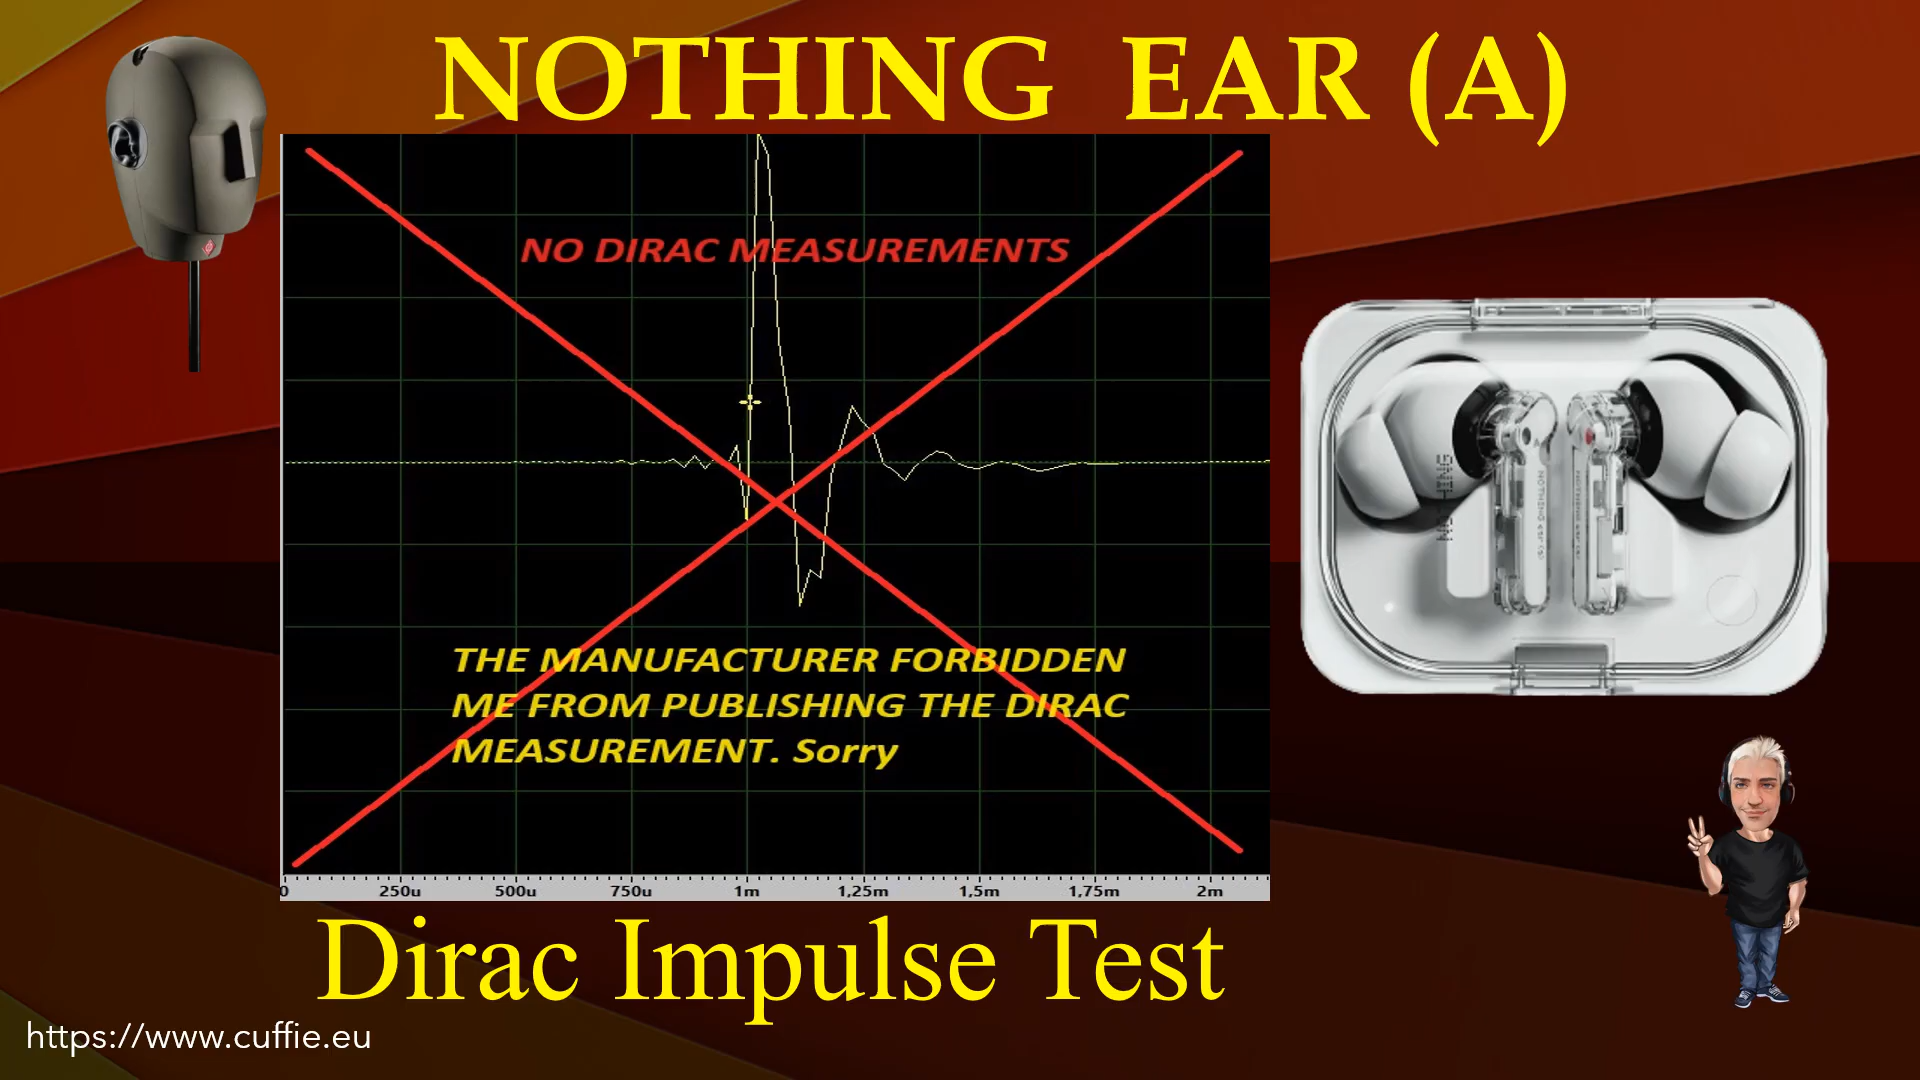 NOTHING EAR (A)
NO DIRAC MEASUREMENTS
THE MANUFACTURER FORBIDDEN
ME FROM PUBLISHING THE DIRAC
MEASUREMENT. Sorry
0 250u 500u 750u 1m 1,25m 1,5m 1,75m 2m
NOTHING
Dirac Impulse Test
https://www.cuffie.eu